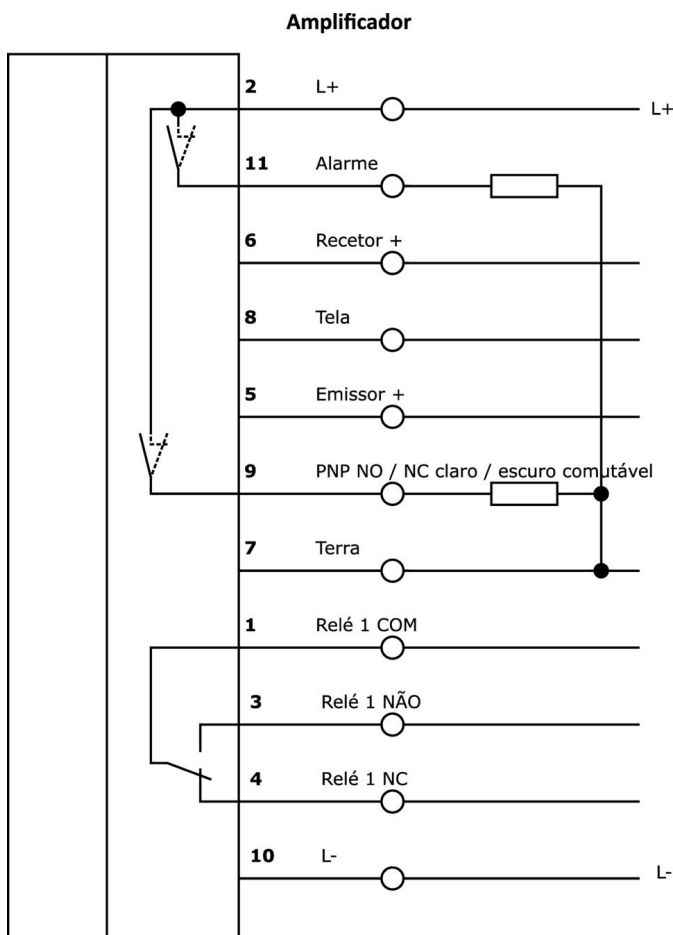 Amplificador
2 L+
L+
11 Alarme
6 Recetor +
8 Tela
5 Emissor +
9 PNP NO / NC claro / escuro comutável
7 Terra
1 Relé 1 COM
3 Relé 1 NÃO
4 Relé 1 NC
10 L-
L-